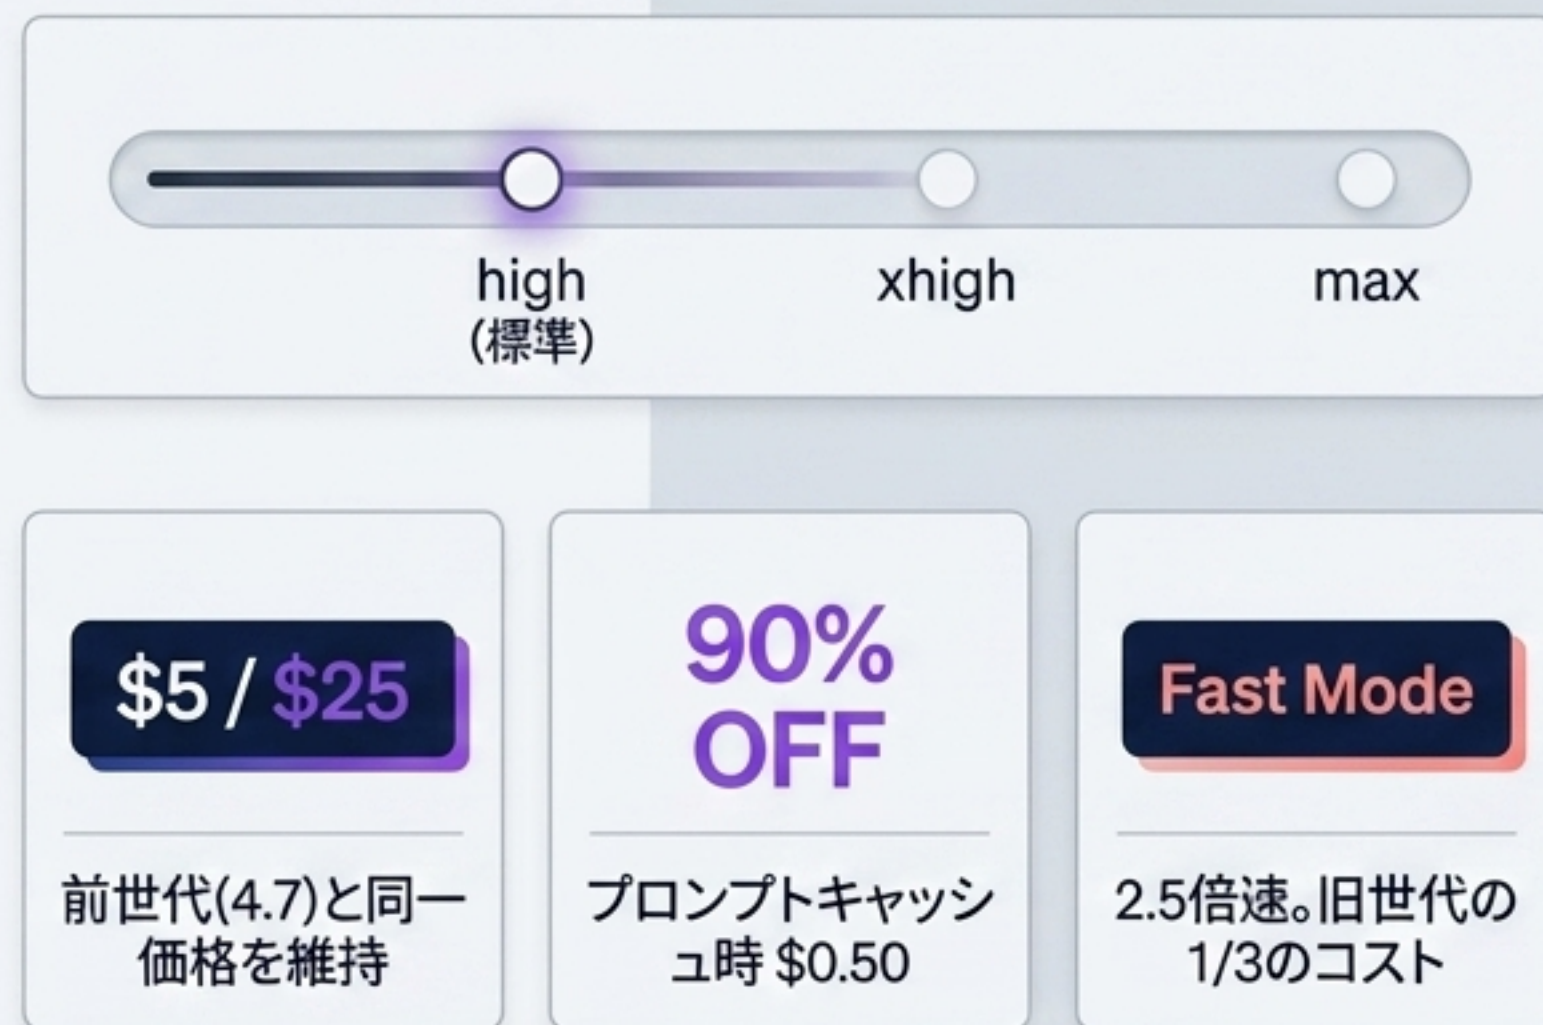 high
(標準)
xhigh
max
$5 / $25
前世代(4.7)と同一
価格を維持
90%
OFF
プロンプトキャッシ
ュ時 $0.50
Fast Mode
2.5倍速。旧世代の
1/3のコスト